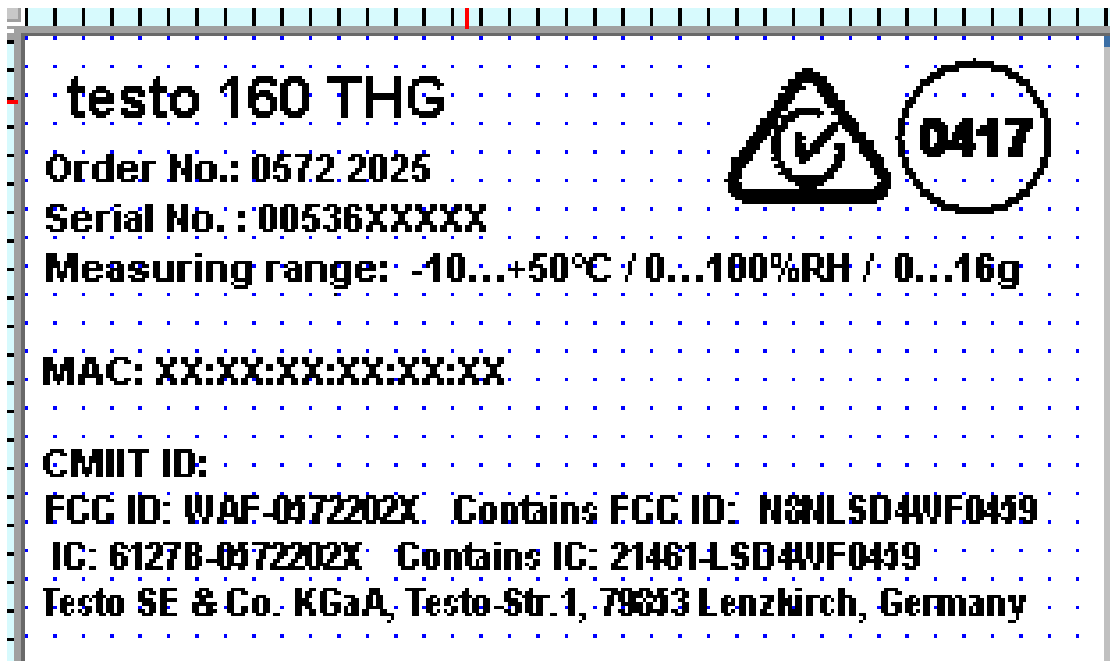 testo 160 THG
0417
Order No.: 0572 2025
Serial No. : 00536XXXXX
Measuring range: -10...+50°C / 0...100%RH / 0...16g
MAC: XX:XX:XX:XX:XX:XX
CMIIT ID:
FCC ID: WAF-0572202X Contains FCC ID: N8NLSD4WF0459
IC: 6127B-0572202X Contains IC: 21461-LSD4WF0459
Testo SE & Co. KGaA, Testo-Str.1, 79853 Lenzkirch, Germany